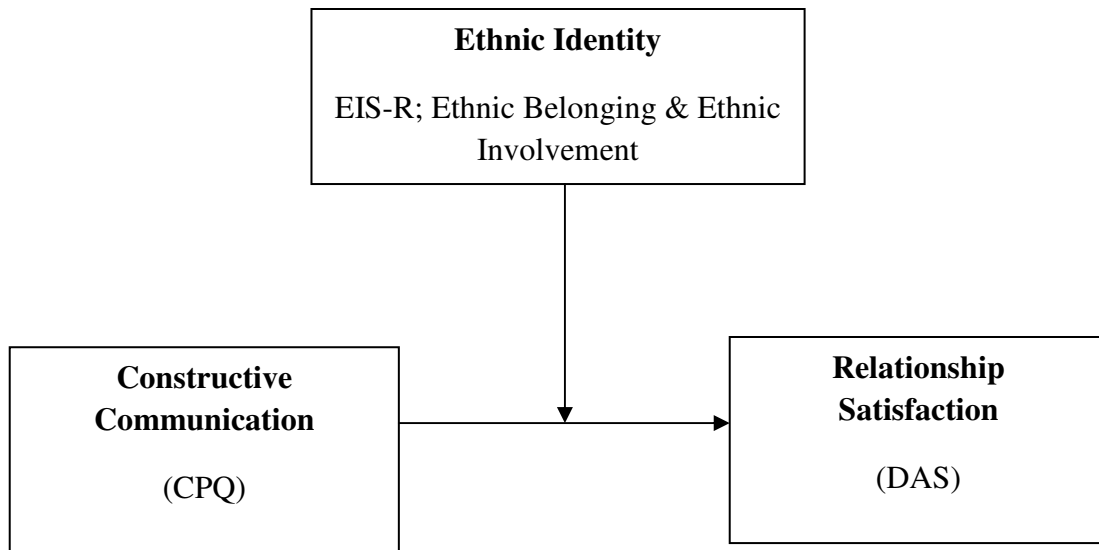 Ethnic Identity
EIS-R; Ethnic Belonging & Ethnic
Involvement
Constructive
Communication
(CPQ)
Relationship
Satisfaction
(DAS)